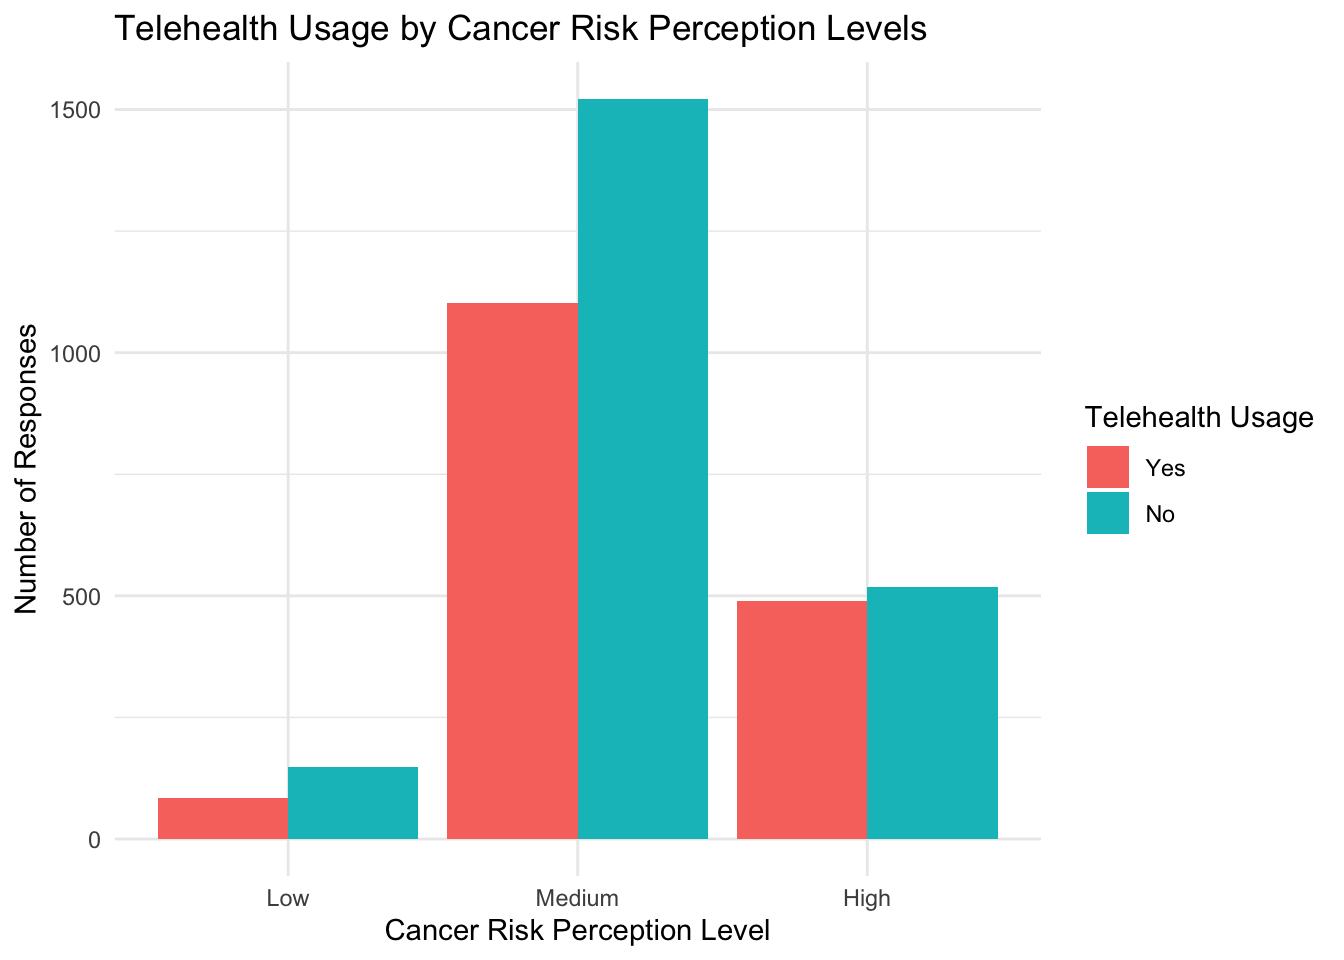 Telehealth Usage by Cancer Risk Perception Levels
1500
1000
500
0
Number of Responses
Low Medium High
Cancer Risk Perception Level
Telehealth Usage
Yes
No